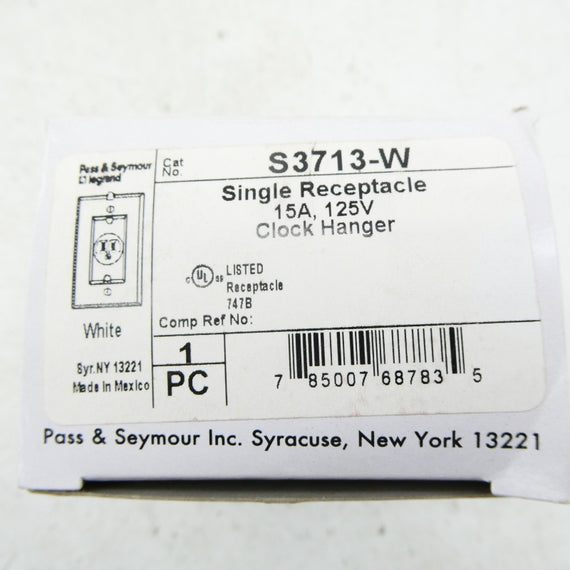 Pass & Seymour
legrand
Cat
No.
S3713-W
Single Receptacle
15A, 125V
Clock Hanger
White
Syr. NY 13221
Made In Mexico
c UL us LISTED
Receptacle
747B
Comp Ref No:
1
PC
7 85007 68783 5
Pass & Seymour Inc. Syracuse, New York 13221